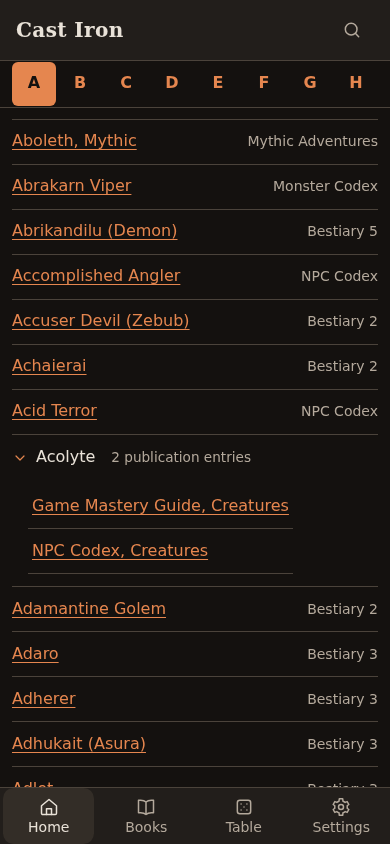 Cast Iron
A B C D E F G H
Aboleth, Mythic Mythic Adventures
Abrakarn Viper Monster Codex
Abrikandilu (Demon) Bestiary 5
Accomplished Angler NPC Codex
Accuser Devil (Zebub) Bestiary 2
Achaierai Bestiary 2
Acid Terror NPC Codex
Acolyte 2 publication entries
Game Mastery Guide, Creatures
NPC Codex, Creatures
Adamantine Golem Bestiary 2
Adaro Bestiary 3
Adherer Bestiary 3
Adhukait (Asura) Bestiary 3
Home Books Table Settings